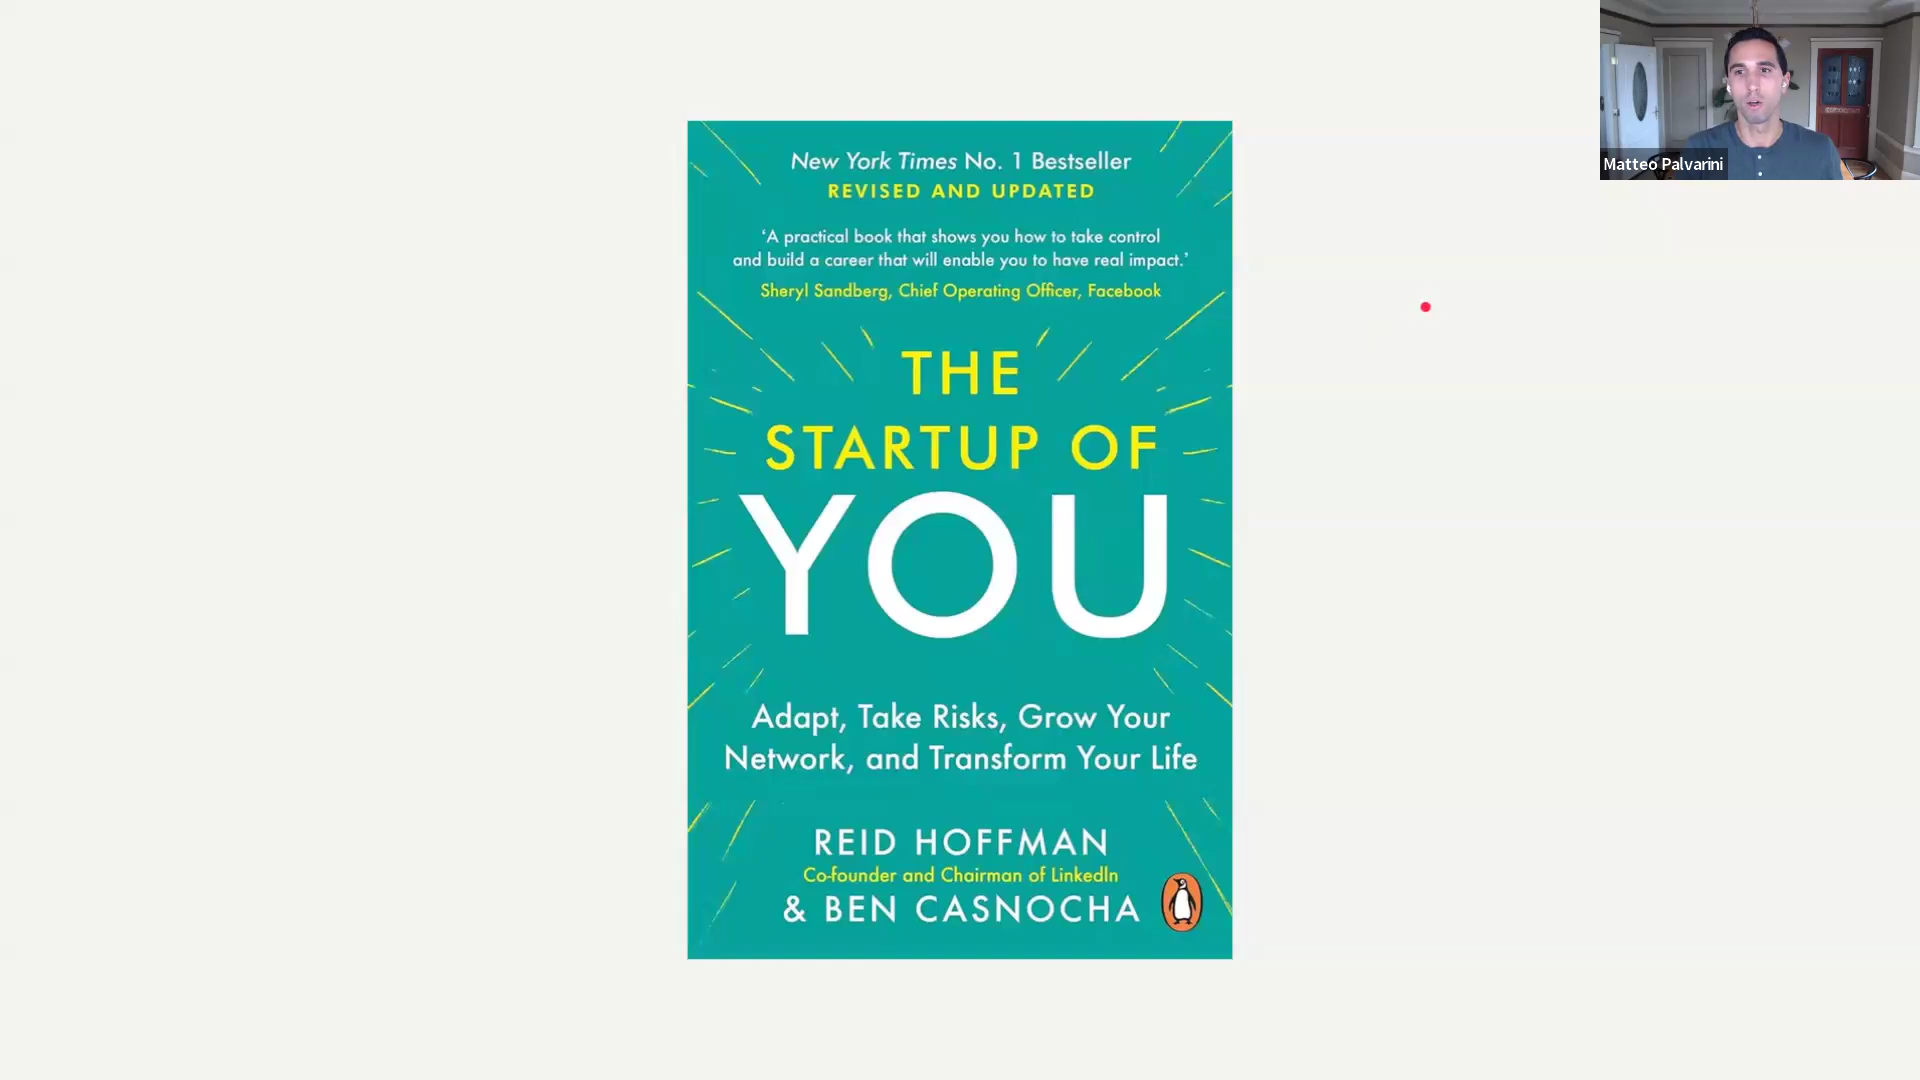 New York Times No. 1 Bestseller
REVISED AND UPDATED
‘A practical book that shows you how to take control
and build a career that will enable you to have real impact.’
Sheryl Sandberg, Chief Operating Officer, Facebook
THE
STARTUP OF
YOU
Adapt, Take Risks, Grow Your
Network, and Transform Your Life
REID HOFFMAN
Co-founder and Chairman of LinkedIn
& BEN CASNOCHA
Matteo Palvarini